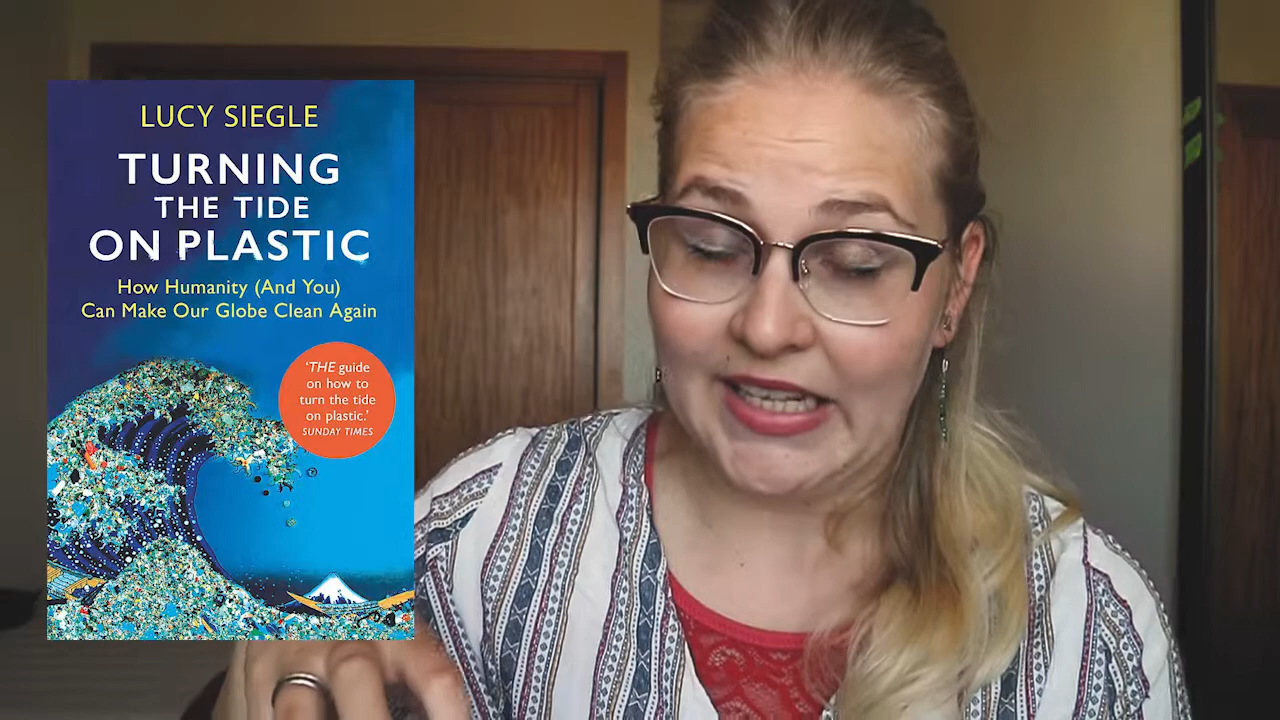 LUCY SIEGLE
TURNING
THE TIDE
ON PLASTIC
How Humanity (And You)
Can Make Our Globe Clean Again
'THE guide
on how to
turn the tide
on plastic.'
SUNDAY TIMES